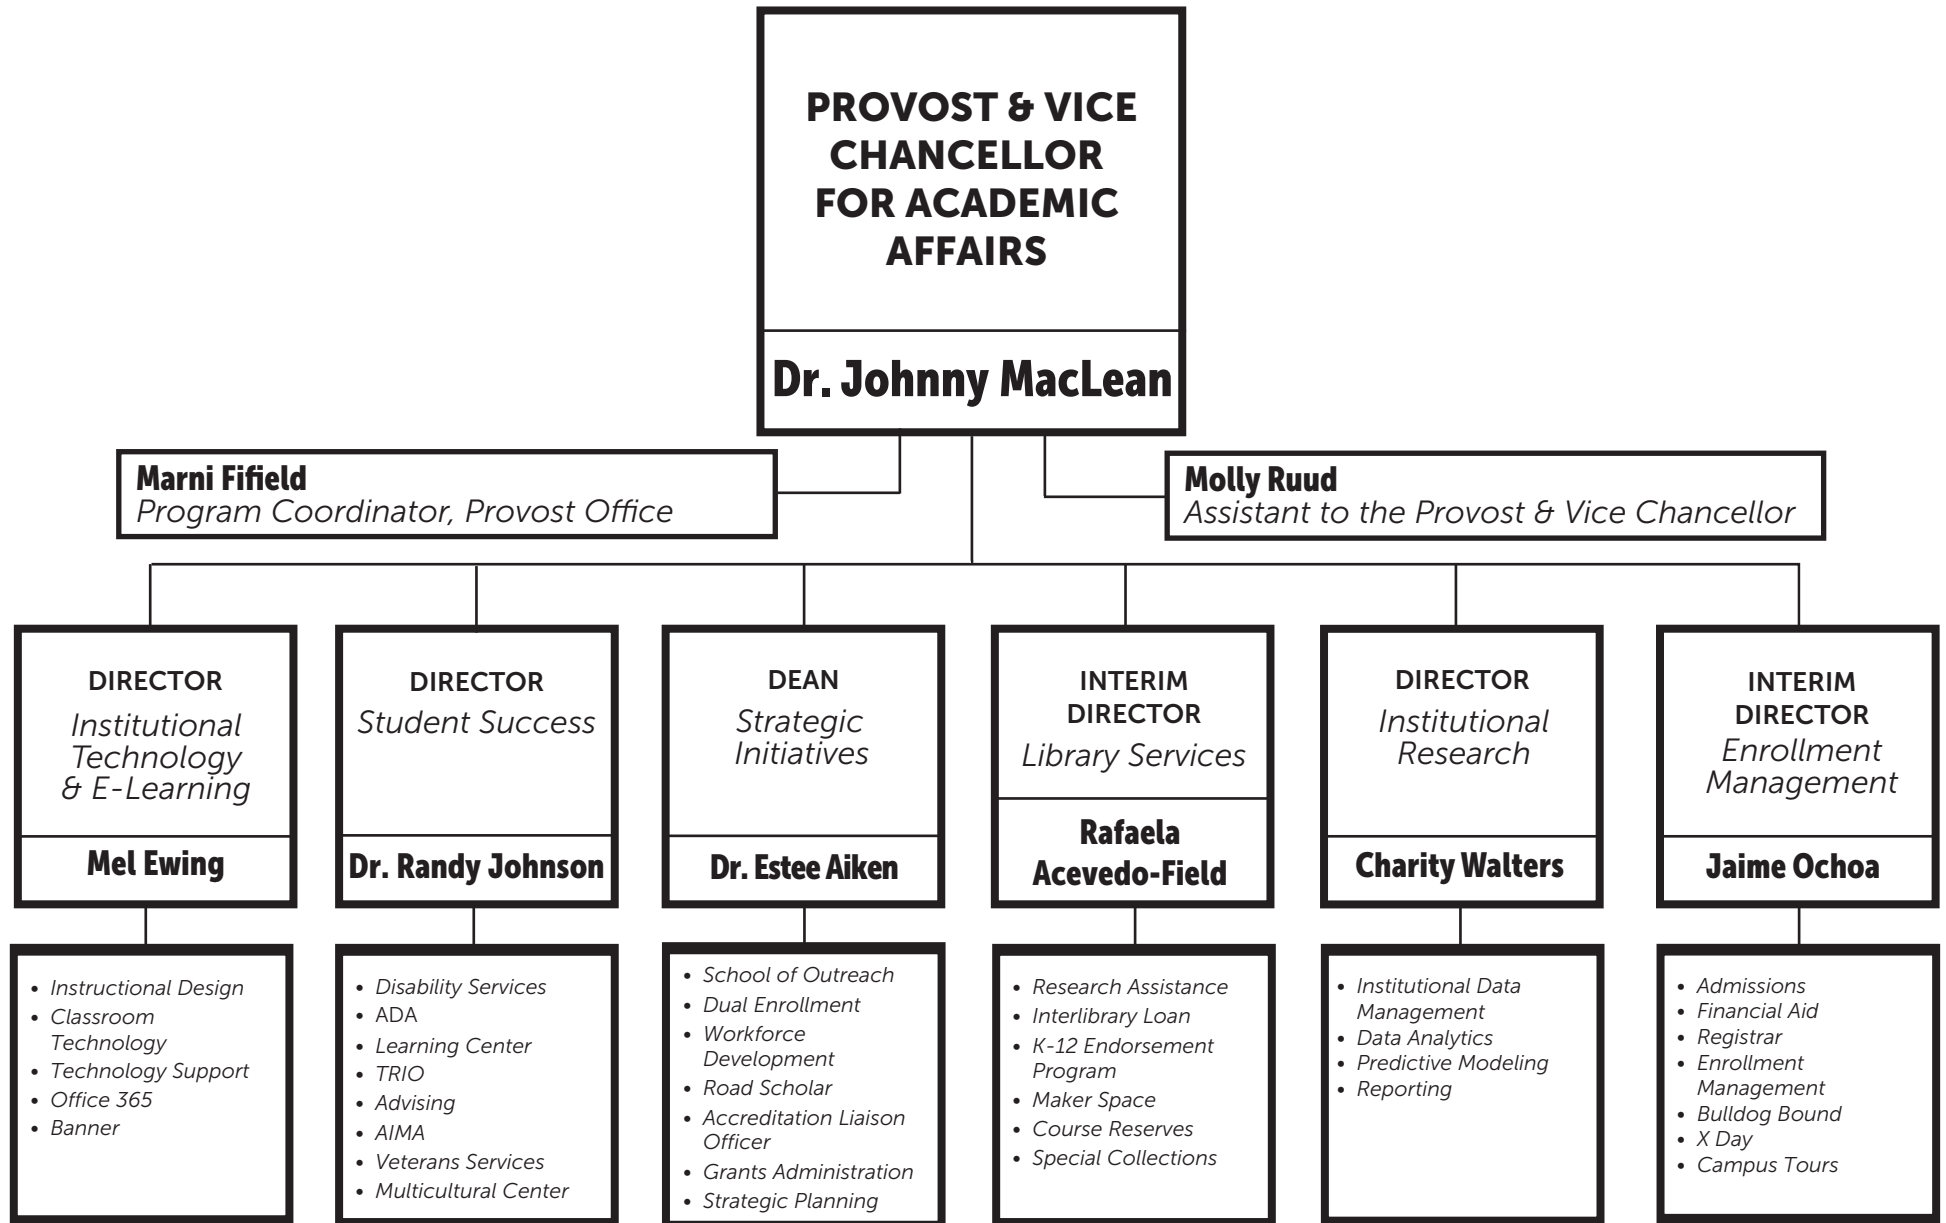 PROVOST & VICE
CHANCELLOR
FOR ACADEMIC
AFFAIRS
Dr. Johnny MacLean
Marni Fifield
Program Coordinator, Provost Office
Molly Ruud
Assistant to the Provost & Vice Chancellor
DIRECTOR
Institutional
Technology
& E-Learning
Mel Ewing
• Instructional Design
• Classroom
Technology
• Technology Support
• Office 365
• Banner
DIRECTOR
Student Success
Dr. Randy Johnson
• Disability Services
• ADA
• Learning Center
• TRIO
• Advising
• AIMA
• Veterans Services
• Multicultural Center
DEAN
Strategic
Initiatives
Dr. Estee Aiken
• School of Outreach
• Dual Enrollment
• Workforce
Development
• Road Scholar
• Accreditation Liaison
Officer
• Grants Administration
• Strategic Planning
INTERIM
DIRECTOR
Library Services
Rafaela
Acevedo-Field
• Research Assistance
• Interlibrary Loan
• K-12 Endorsement
Program
• Maker Space
• Course Reserves
• Special Collections
DIRECTOR
Institutional
Research
Charity Walters
• Institutional Data
Management
• Data Analytics
• Predictive Modeling
• Reporting
INTERIM
DIRECTOR
Enrollment
Management
Jaime Ochoa
• Admissions
• Financial Aid
• Registrar
• Enrollment
Management
• Bulldog Bound
• X Day
• Campus Tours